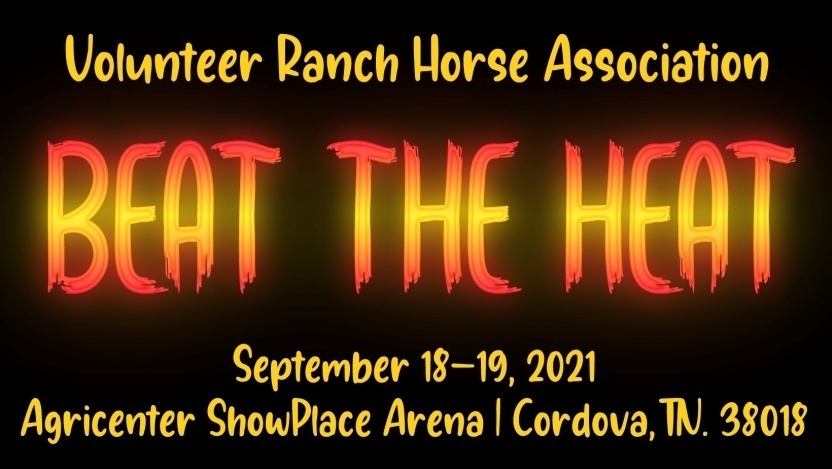 Volunteer Ranch Horse Association
BEAT THE HEAT
September 18-19, 2021
Agricenter ShowPlace Arena | Cordova, TN. 38018